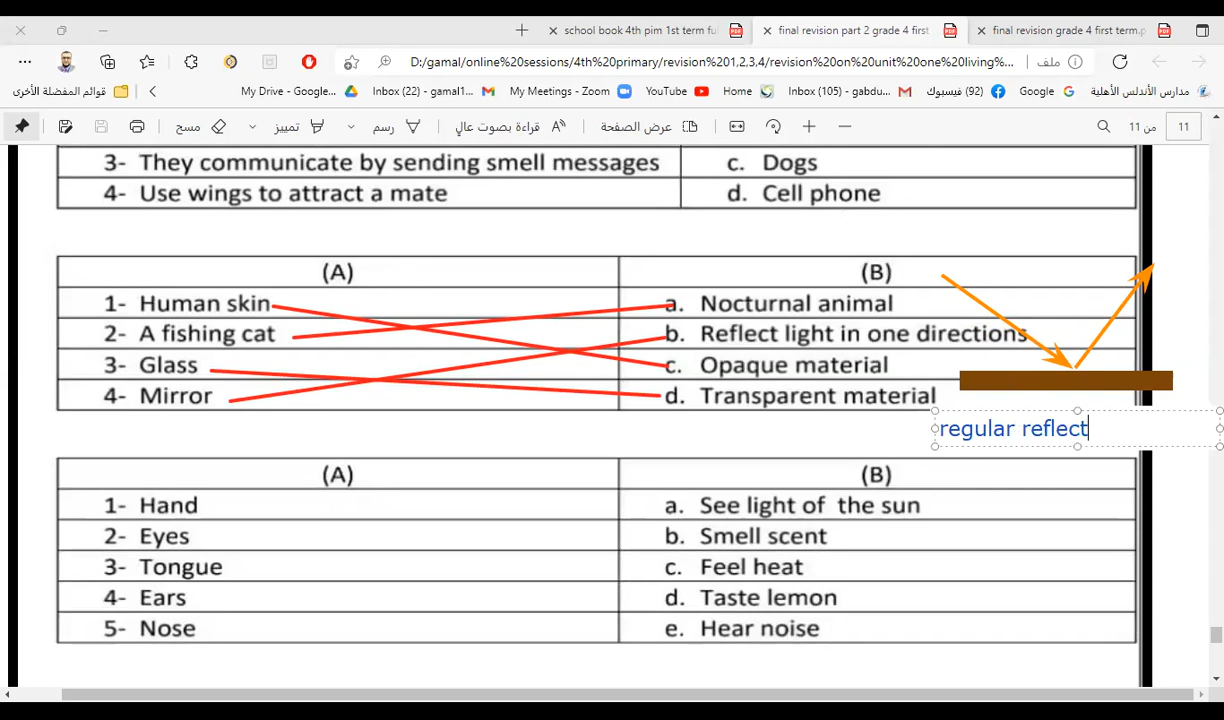 school book 4th pim 1st term fu
final revision part 2 grade 4 first
final revision grade 4 first term.p
D:/gamal/online%20sessions/4th%20primary/revision%201,2,3,4/revision%20on%20unit%20one%20living%... ملف
قوائم المفضلة الأخرى
My Drive - Google...
Inbox (22) - gamal1...
My Meetings - Zoom
YouTube
Home
Inbox (105) - gabdu...
(92) فيسبوك
Google
مدارس الأندلس الأهلية
مسح
تمييز
رسم
قراءة بصوت عالٍ
عرض الصفحة
من 11
11
3- They communicate by sending smell messages c. Dogs
4- Use wings to attract a mate d. Cell phone
(A) (B)
1- Human skin a. Nocturnal animal
2- A fishing cat b. Reflect light in one directions
3- Glass c. Opaque material
4- Mirror d. Transparent material
regular reflect
(A) (B)
1- Hand a. See light of the sun
2- Eyes b. Smell scent
3- Tongue c. Feel heat
4- Ears d. Taste lemon
5- Nose e. Hear noise